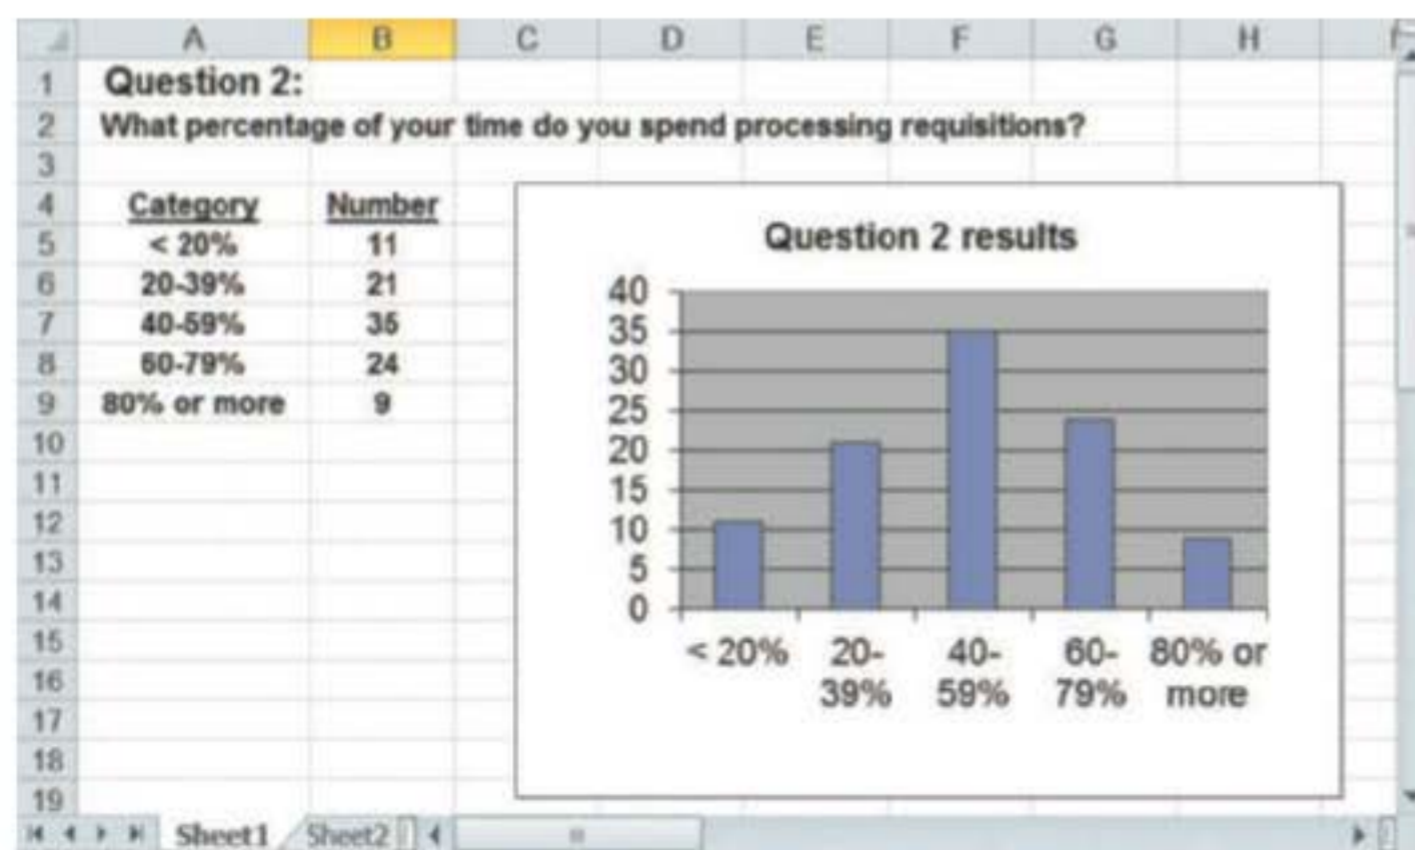 A B C D E F G H
1 Question 2:
2 What percentage of your time do you spend processing requisitions?
3
4 Category Number
5 < 20% 11
6 20-39% 21
7 40-59% 35
8 60-79% 24
9 80% or more 9
10
11
12
13
14
15
16
17
18
19
Question 2 results
40
35
30
25
20
15
10
5
0
< 20% 20- 40- 60- 80% or
39% 59% 79% more
Sheet1 Sheet2